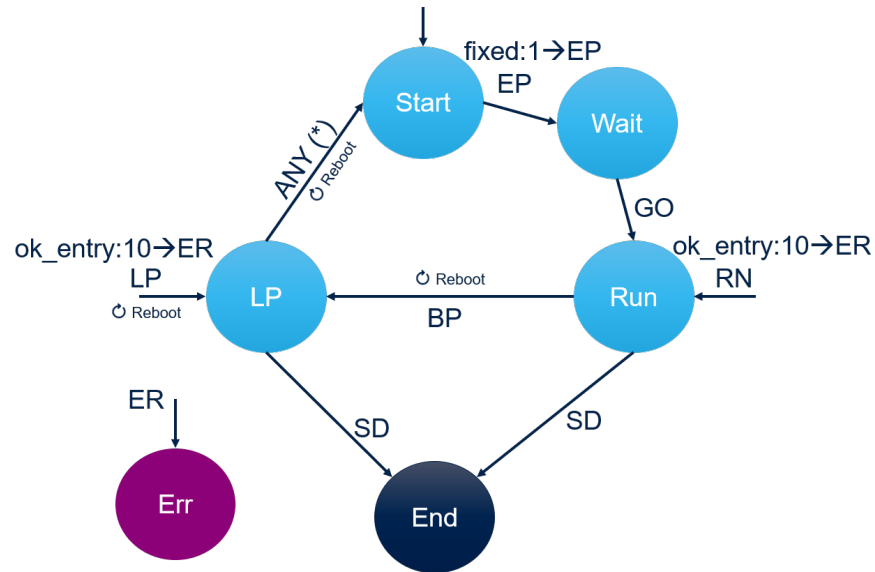 fixed:1→EP
EP
Start
Wait
ANY (*)
↻ Reboot
GO
ok_entry:10→ER
LP
↻ Reboot
LP
↻ Reboot
BP
Run
ok_entry:10→ER
RN
ER
SD
SD
Err
End